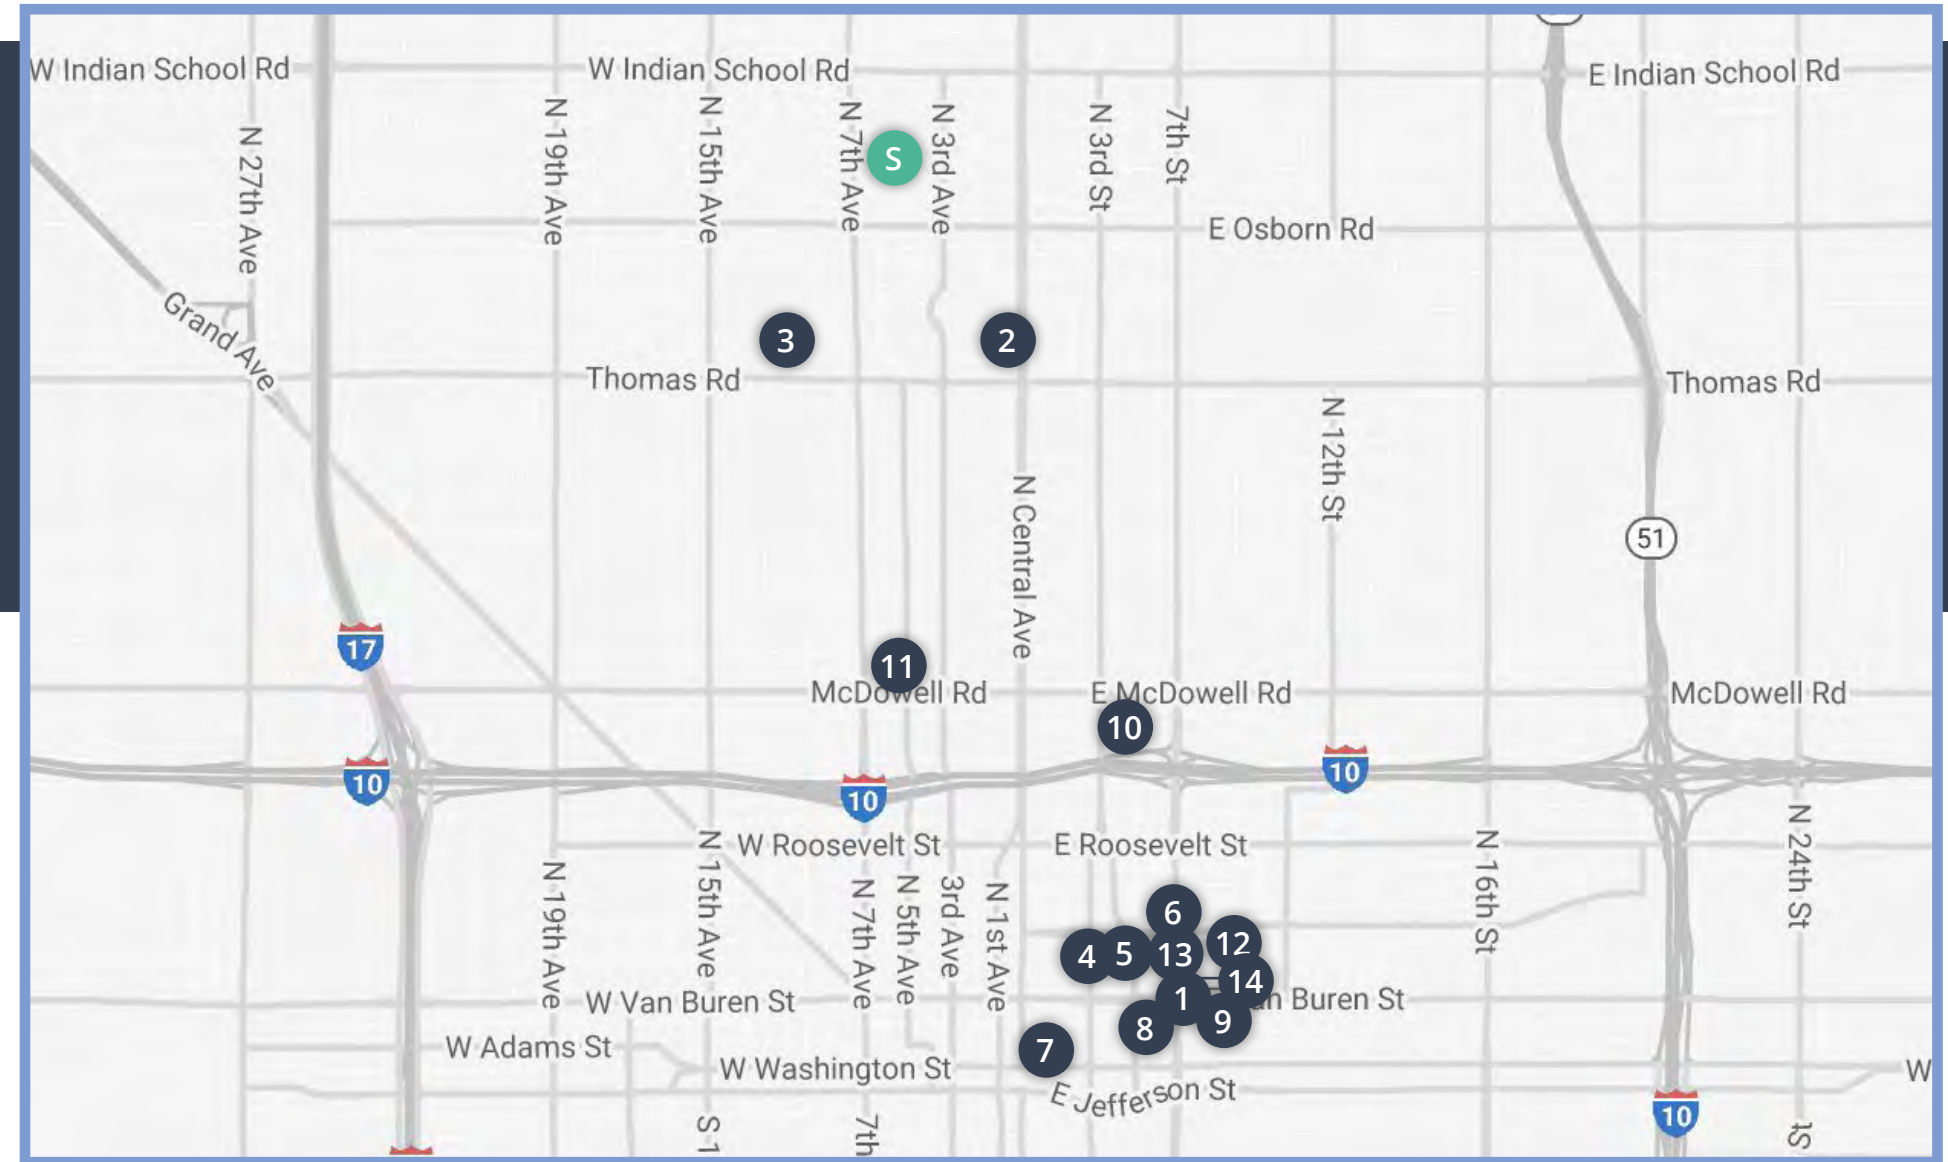 W Indian School Rd
W Indian School Rd
E Indian School Rd
N 27th Ave
N 19th Ave
N 15th Ave
N 7th Ave
S
N 3rd Ave
N 3rd St
7th St
E Osborn Rd
Grand Ave
3
2
Thomas Rd
Thomas Rd
N 12th St
N Central Ave
51
17
11
McDowell Rd
E McDowell Rd
McDowell Rd
10
10
10
10
W Roosevelt St
E Roosevelt St
N 19th Ave
N 15th Ave
N 7th Ave
N 5th Ave
3rd Ave
N 1st Ave
N 16th St
N 24th St
6
4
5
13
12
14
1
8
9
7
W Van Buren St
an Buren St
W Adams St
W Washington St
W
E Jefferson St
10
S 1
7th
St